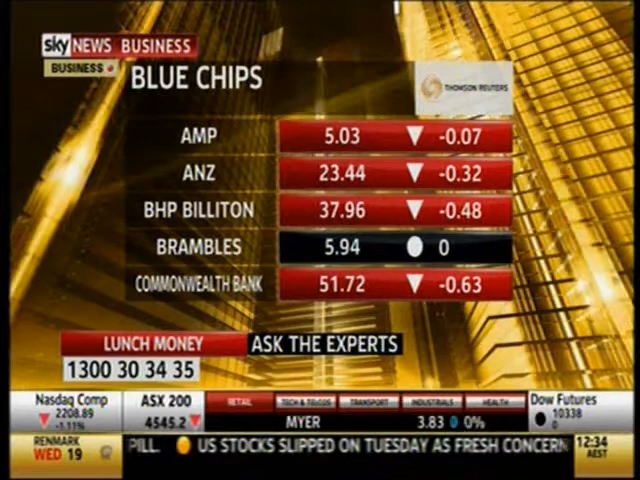 sky NEWS BUSINESS
BUSINESS
BLUE CHIPS
THOMSON REUTERS
AMP 5.03 ▼ -0.07
ANZ 23.44 ▼ -0.32
BHP BILLITON 37.96 ▼ -0.48
BRAMBLES 5.94 ● 0
COMMONWEALTH BANK 51.72 ▼ -0.63
LUNCH MONEY ASK THE EXPERTS
1300 30 34 35
Nasdaq Comp ASX 200 RETAIL TECH & TELCOS TRANSPORT INDUSTRIALS HEALTH Dow Futures
▼ 2208.89 4545.2 ▼ MYER 3.83 0% ● 10338
-1.11% 0
RENMARK PILL. US STOCKS SLIPPED ON TUESDAY AS FRESH CONCERN 12:34
WED 19 AEST